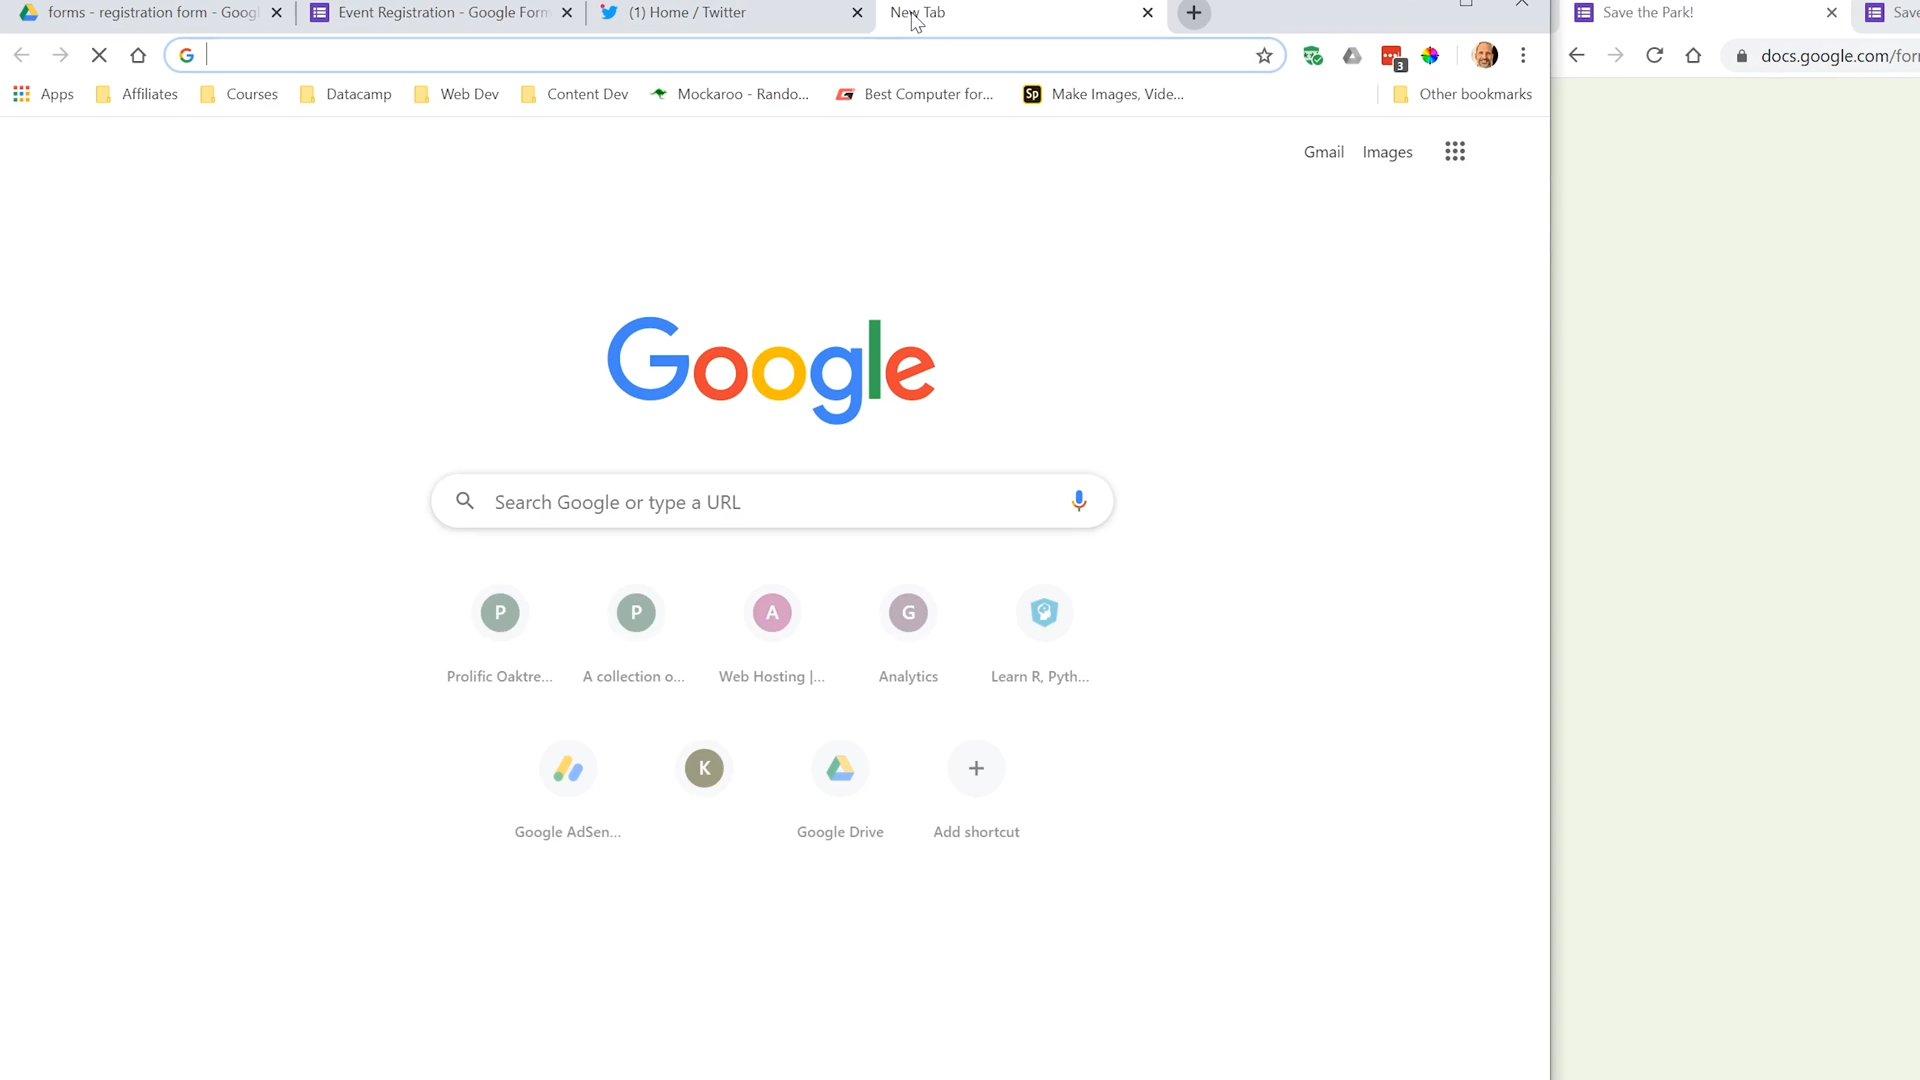 forms - registration form - Googl
Event Registration - Google Form
(1) Home / Twitter
New Tab
Save the Park!
Save
3
docs.google.com/for
Apps
Affiliates
Courses
Datacamp
Web Dev
Content Dev
Mockaroo - Rando...
Sp
Best Computer for...
Make Images, Vide...
Other bookmarks
Gmail
Images
Google
Search Google or type a URL
P
P
A
G
Prolific Oaktre...
A collection o...
Web Hosting |...
Analytics
Learn R, Pyth...
K
Google AdSen...
Google Drive
Add shortcut